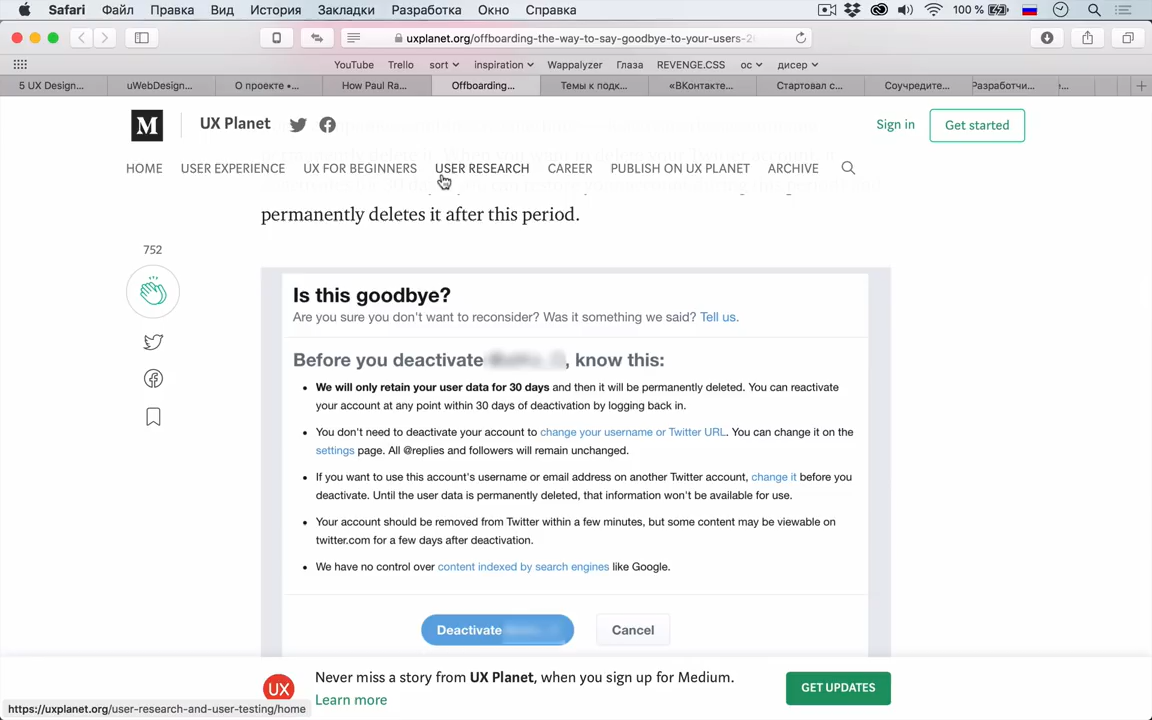 Safari Файл Правка Вид История Закладки Разработка Окно Справка 100 %
uxplanet.org/offboarding-the-way-to-say-goodbye-to-your-users-2
YouTube Trello sort inspiration Wappalyzer Глаза REVENGE.CSS ос дисер
5 UX Design... uWebDesign... О проекте •... How Paul Ra... Offboarding... Темы к подк... «ВКонтакте... Стартовал с... Соучредите... Разработчи...
M UX Planet Sign in Get started
HOME USER EXPERIENCE UX FOR BEGINNERS USER RESEARCH CAREER PUBLISH ON UX PLANET ARCHIVE
permanently deletes it after this period.
752
Is this goodbye?
Are you sure you don't want to reconsider? Was it something we said? Tell us.
Before you deactivate , know this:
• We will only retain your user data for 30 days and then it will be permanently deleted. You can reactivate
your account at any point within 30 days of deactivation by logging back in.
• You don't need to deactivate your account to change your username or Twitter URL. You can change it on the
settings page. All @replies and followers will remain unchanged.
• If you want to use this account's username or email address on another Twitter account, change it before you
deactivate. Until the user data is permanently deleted, that information won't be available for use.
• Your account should be removed from Twitter within a few minutes, but some content may be viewable on
twitter.com for a few days after deactivation.
• We have no control over content indexed by search engines like Google.
Deactivate Cancel
UX Never miss a story from UX Planet, when you sign up for Medium. GET UPDATES
Learn more
https://uxplanet.org/user-research-and-user-testing/home